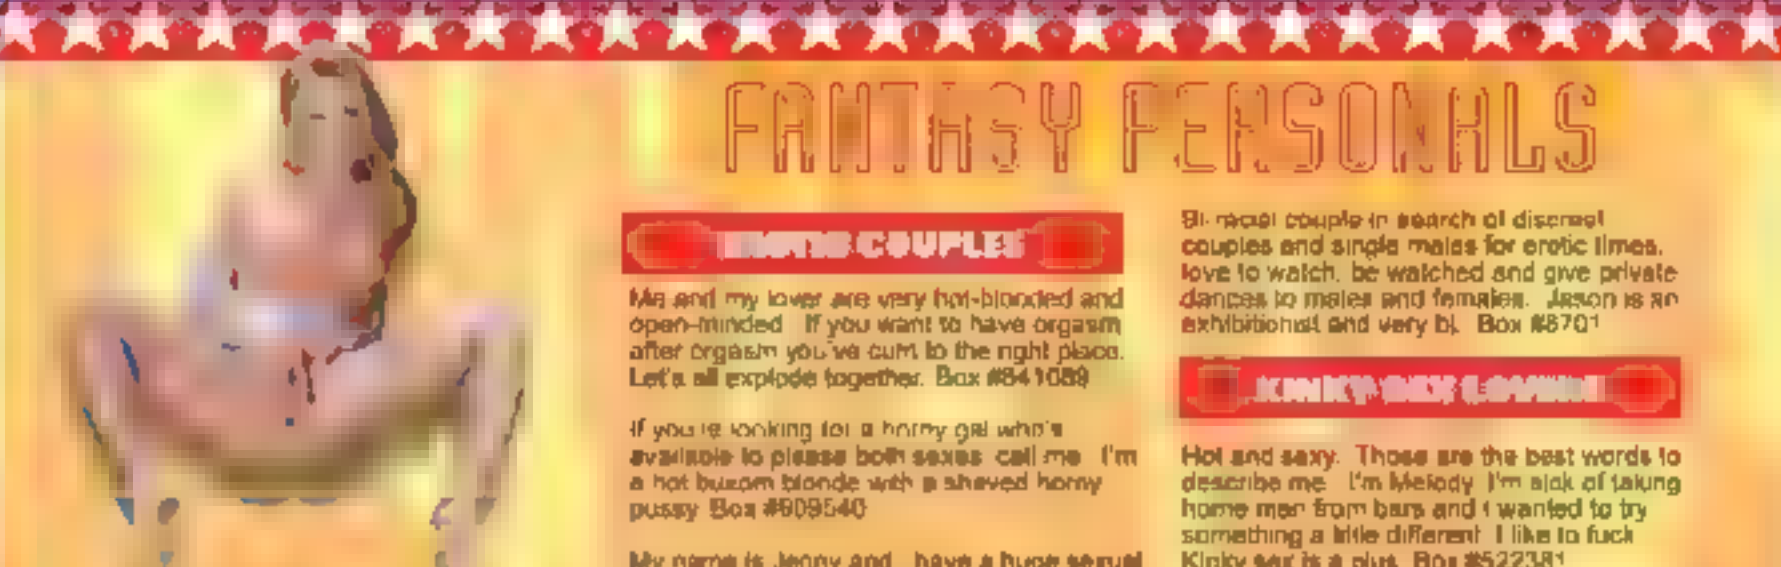 FANTASY PERSONALS
EROTIC COUPLES
Me and my lover are very hot-blooded and
open-minded If you want to have orgasm
after orgasm you've cum to the right place.
Let's all explode together. Box #841089
If you're looking for a horny gal who's
available to please both sexes call me I'm
a hot buxom blonde with a shaved horny
pussy Box #909540
My name is Jenny and have a huge sexual
Bi-racial couple in search of discreet
couples and single males for erotic times.
love to watch, be watched and give private
dances to males and females. Jason is an
exhibitionist and very bi. Box #8701
KINKY
Hot and sexy. Those are the best words to
describe me I'm Melody I'm sick of taking
home men from bars and I wanted to try
something a little different I like to fuck
Kinky sex is a plus Box #522381